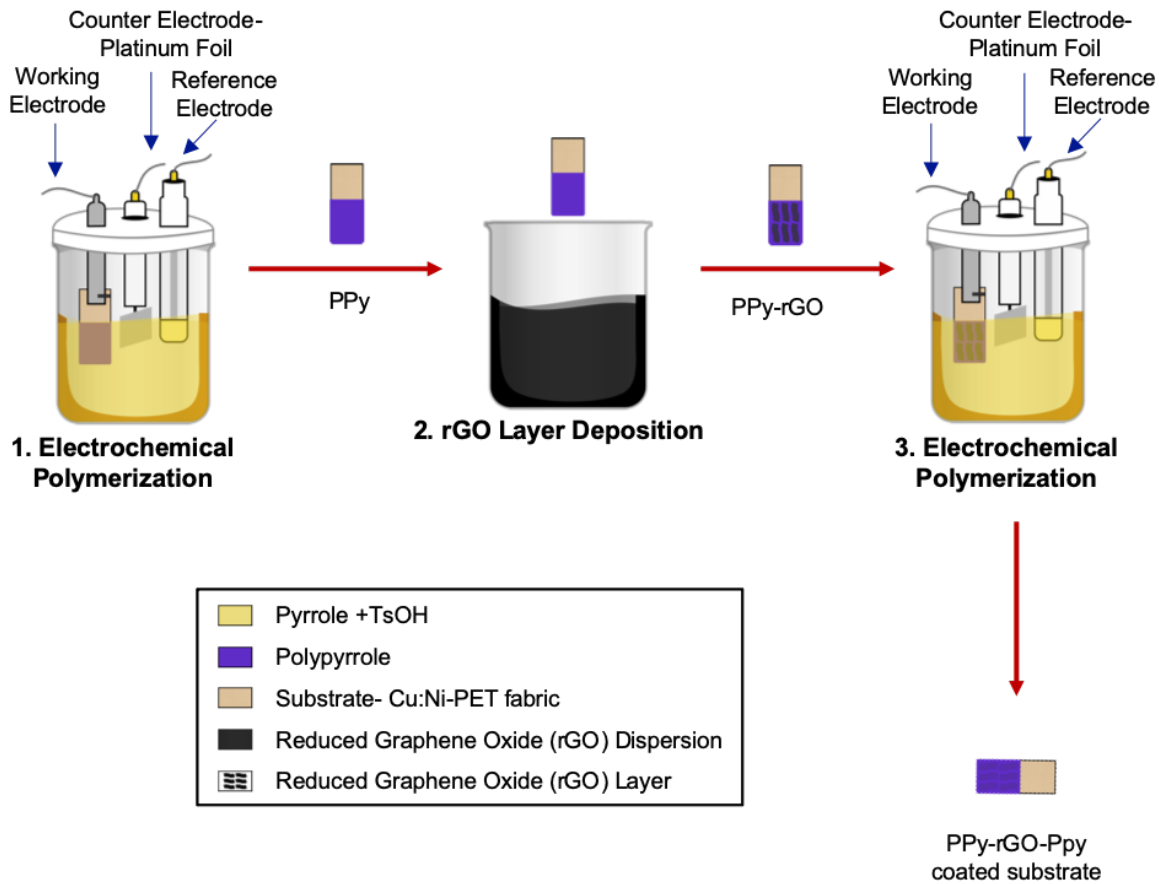 Counter Electrode-
Platinum Foil
Working
Electrode
Reference
Electrode
1. Electrochemical
Polymerization
PPy
2. rGO Layer Deposition
PPy-rGO
Counter Electrode-
Platinum Foil
Working
Electrode
Reference
Electrode
3. Electrochemical
Polymerization
Pyrrole +TsOH
Polypyrrole
Substrate- Cu:Ni-PET fabric
Reduced Graphene Oxide (rGO) Dispersion
Reduced Graphene Oxide (rGO) Layer
PPy-rGO-Ppy
coated substrate